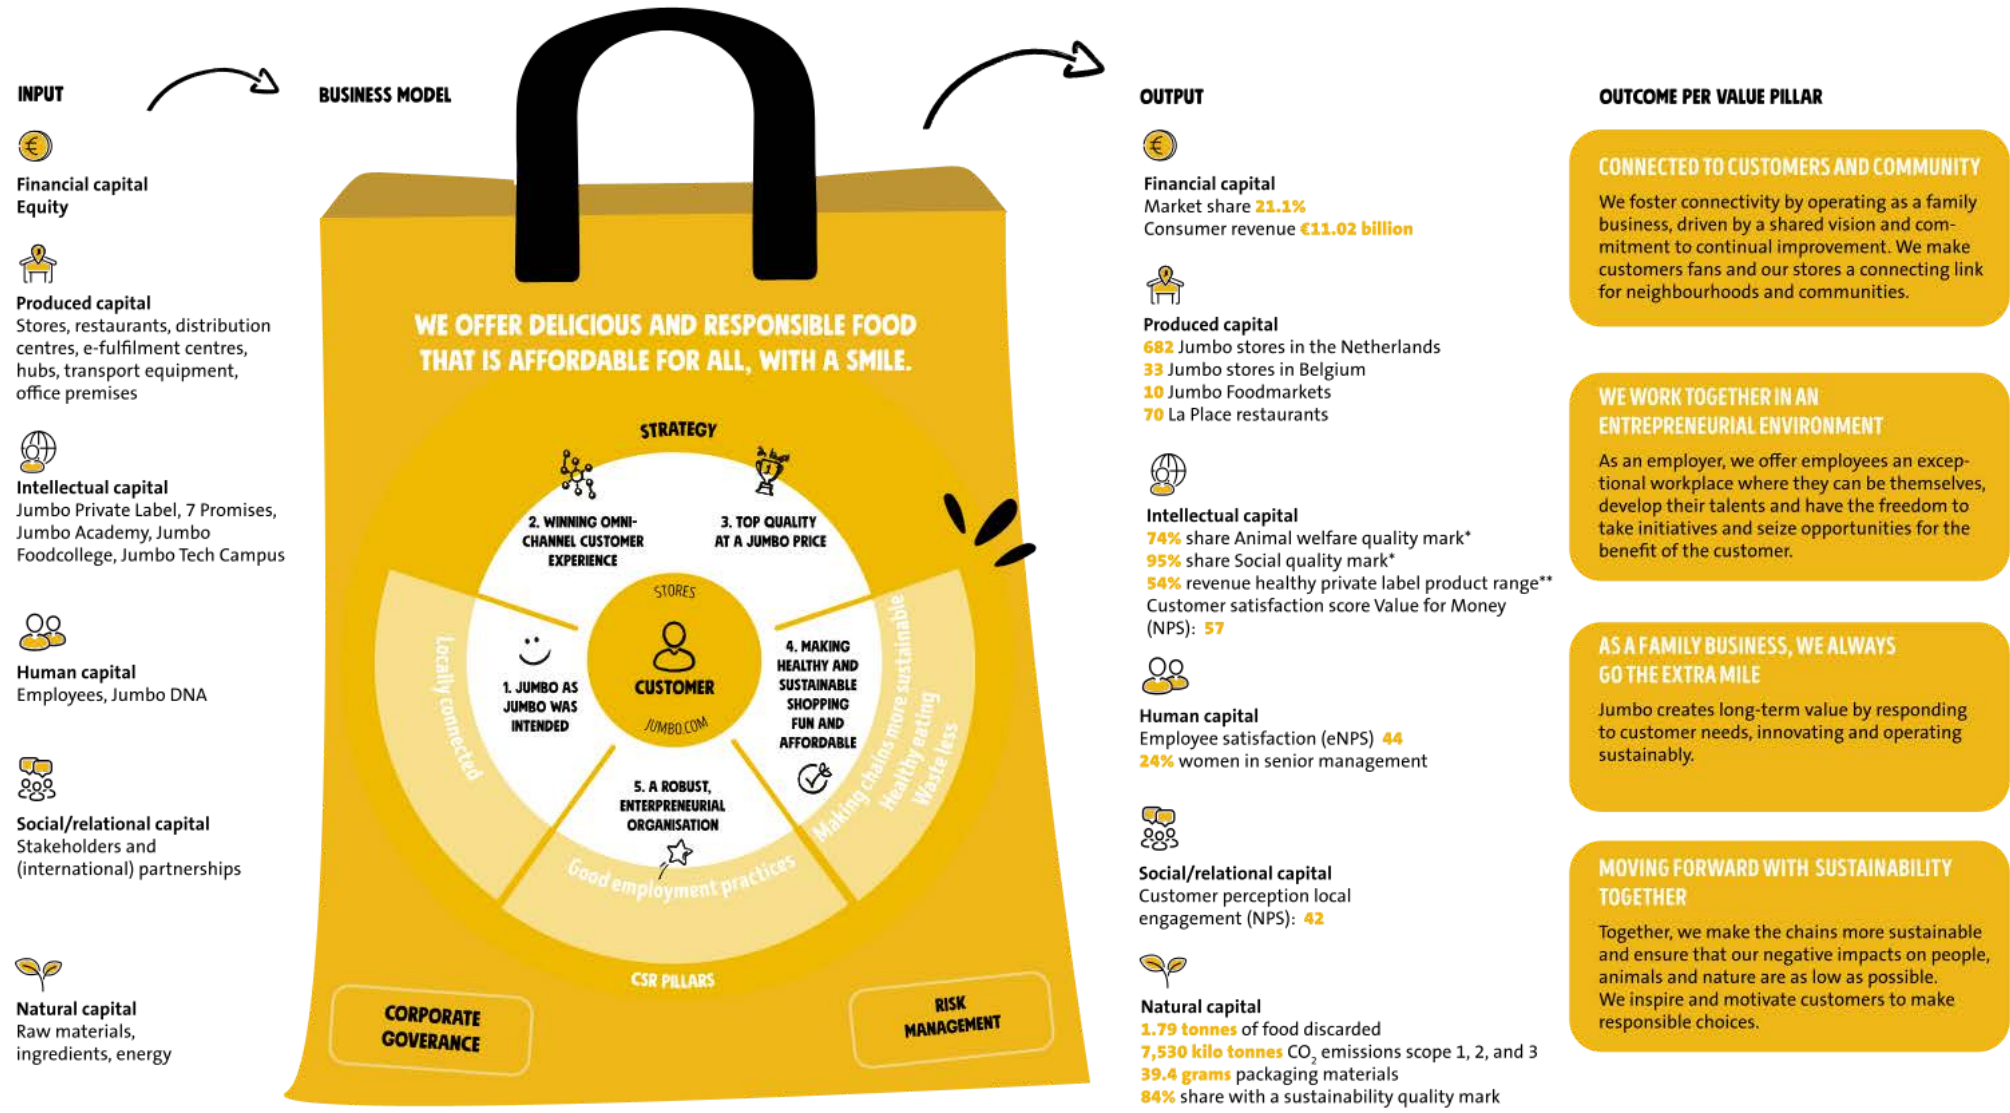 INPUT
Financial capital
Equity
Produced capital
Stores, restaurants, distribution
centres, e-fulfilment centres,
hubs, transport equipment,
office premises
Intellectual capital
Jumbo Private Label, 7 Promises,
Jumbo Academy, Jumbo
Foodcollege, Jumbo Tech Campus
Human capital
Employees, Jumbo DNA
Social/relational capital
Stakeholders and
(international) partnerships
Natural capital
Raw materials,
ingredients, energy
BUSINESS MODEL
WE OFFER DELICIOUS AND RESPONSIBLE FOOD
THAT IS AFFORDABLE FOR ALL, WITH A SMILE.
STRATEGY
2. WINNING OMNI-
CHANNEL CUSTOMER
EXPERIENCE
3. TOP QUALITY
AT A JUMBO PRICE
1
STORES
CUSTOMER
JUMBO.COM
1. JUMBO AS
JUMBO WAS
INTENDED
4. MAKING
HEALTHY AND
SUSTAINABLE
SHOPPING
FUN AND
AFFORDABLE
5. A ROBUST,
ENTERPRENEURIAL
ORGANISATION
Locally connected
Good employment practices
Making chains more sustainable
Healthy eating
Waste less
CSR PILLARS
CORPORATE
GOVERANCE
RISK
MANAGEMENT
OUTPUT
Financial capital
Market share 21.1%
Consumer revenue €11.02 billion
Produced capital
682 Jumbo stores in the Netherlands
33 Jumbo stores in Belgium
10 Jumbo Foodmarkets
70 La Place restaurants
Intellectual capital
74% share Animal welfare quality mark*
95% share Social quality mark*
54% revenue healthy private label product range**
Customer satisfaction score Value for Money
(NPS): 57
Human capital
Employee satisfaction (eNPS) 44
24% women in senior management
Social/relational capital
Customer perception local
engagement (NPS): 42
Natural capital
1.79 tonnes of food discarded
7,530 kilo tonnes CO₂ emissions scope 1, 2, and 3
39.4 grams packaging materials
84% share with a sustainability quality mark
OUTCOME PER VALUE PILLAR
CONNECTED TO CUSTOMERS AND COMMUNITY
We foster connectivity by operating as a family
business, driven by a shared vision and com-
mitment to continual improvement. We make
customers fans and our stores a connecting link
for neighbourhoods and communities.
WE WORK TOGETHER IN AN
ENTREPRENEURIAL ENVIRONMENT
As an employer, we offer employees an excep-
tional workplace where they can be themselves,
develop their talents and have the freedom to
take initiatives and seize opportunities for the
benefit of the customer.
AS A FAMILY BUSINESS, WE ALWAYS
GO THE EXTRA MILE
Jumbo creates long-term value by responding
to customer needs, innovating and operating
sustainably.
MOVING FORWARD WITH SUSTAINABILITY
TOGETHER
Together, we make the chains more sustainable
and ensure that our negative impacts on people,
animals and nature are as low as possible.
We inspire and motivate customers to make
responsible choices.